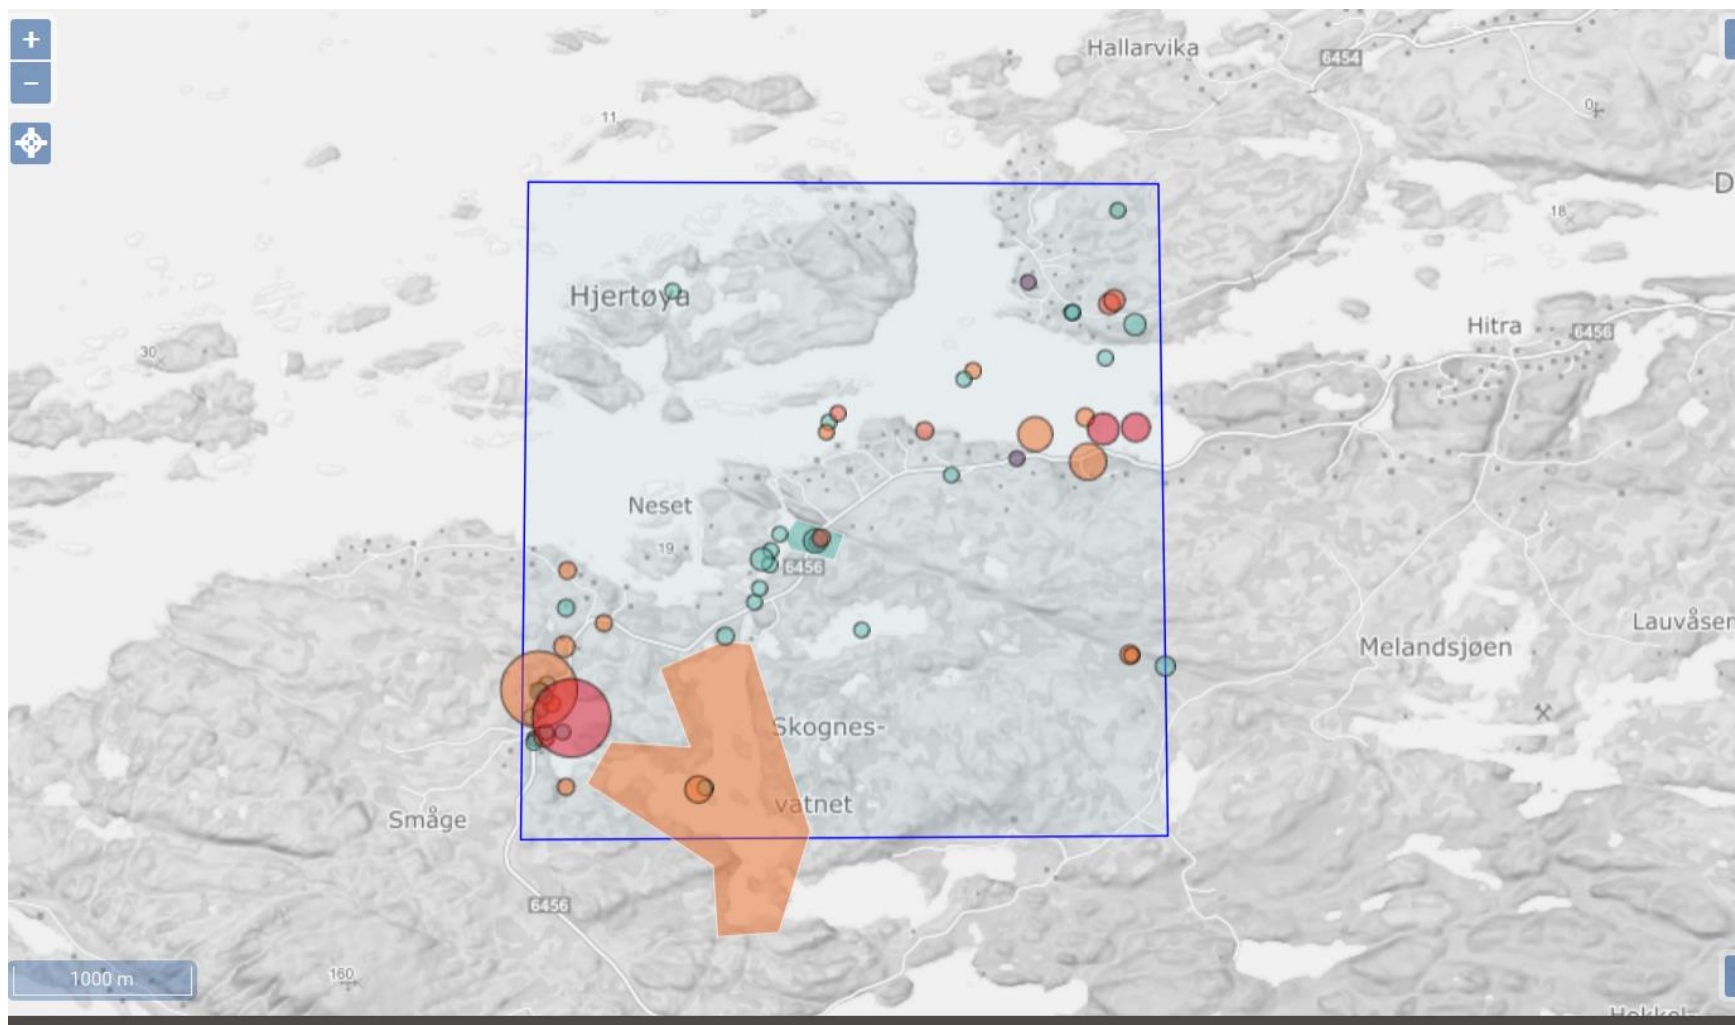 +
−
Hallarvika
6454
0
11
D
18
Hjertøya
Hitra
6456
30
Neset
19
6456
Lauvåsen
Melandsjøen
Skognes-
vatnet
Småge
6456
160
1000 m